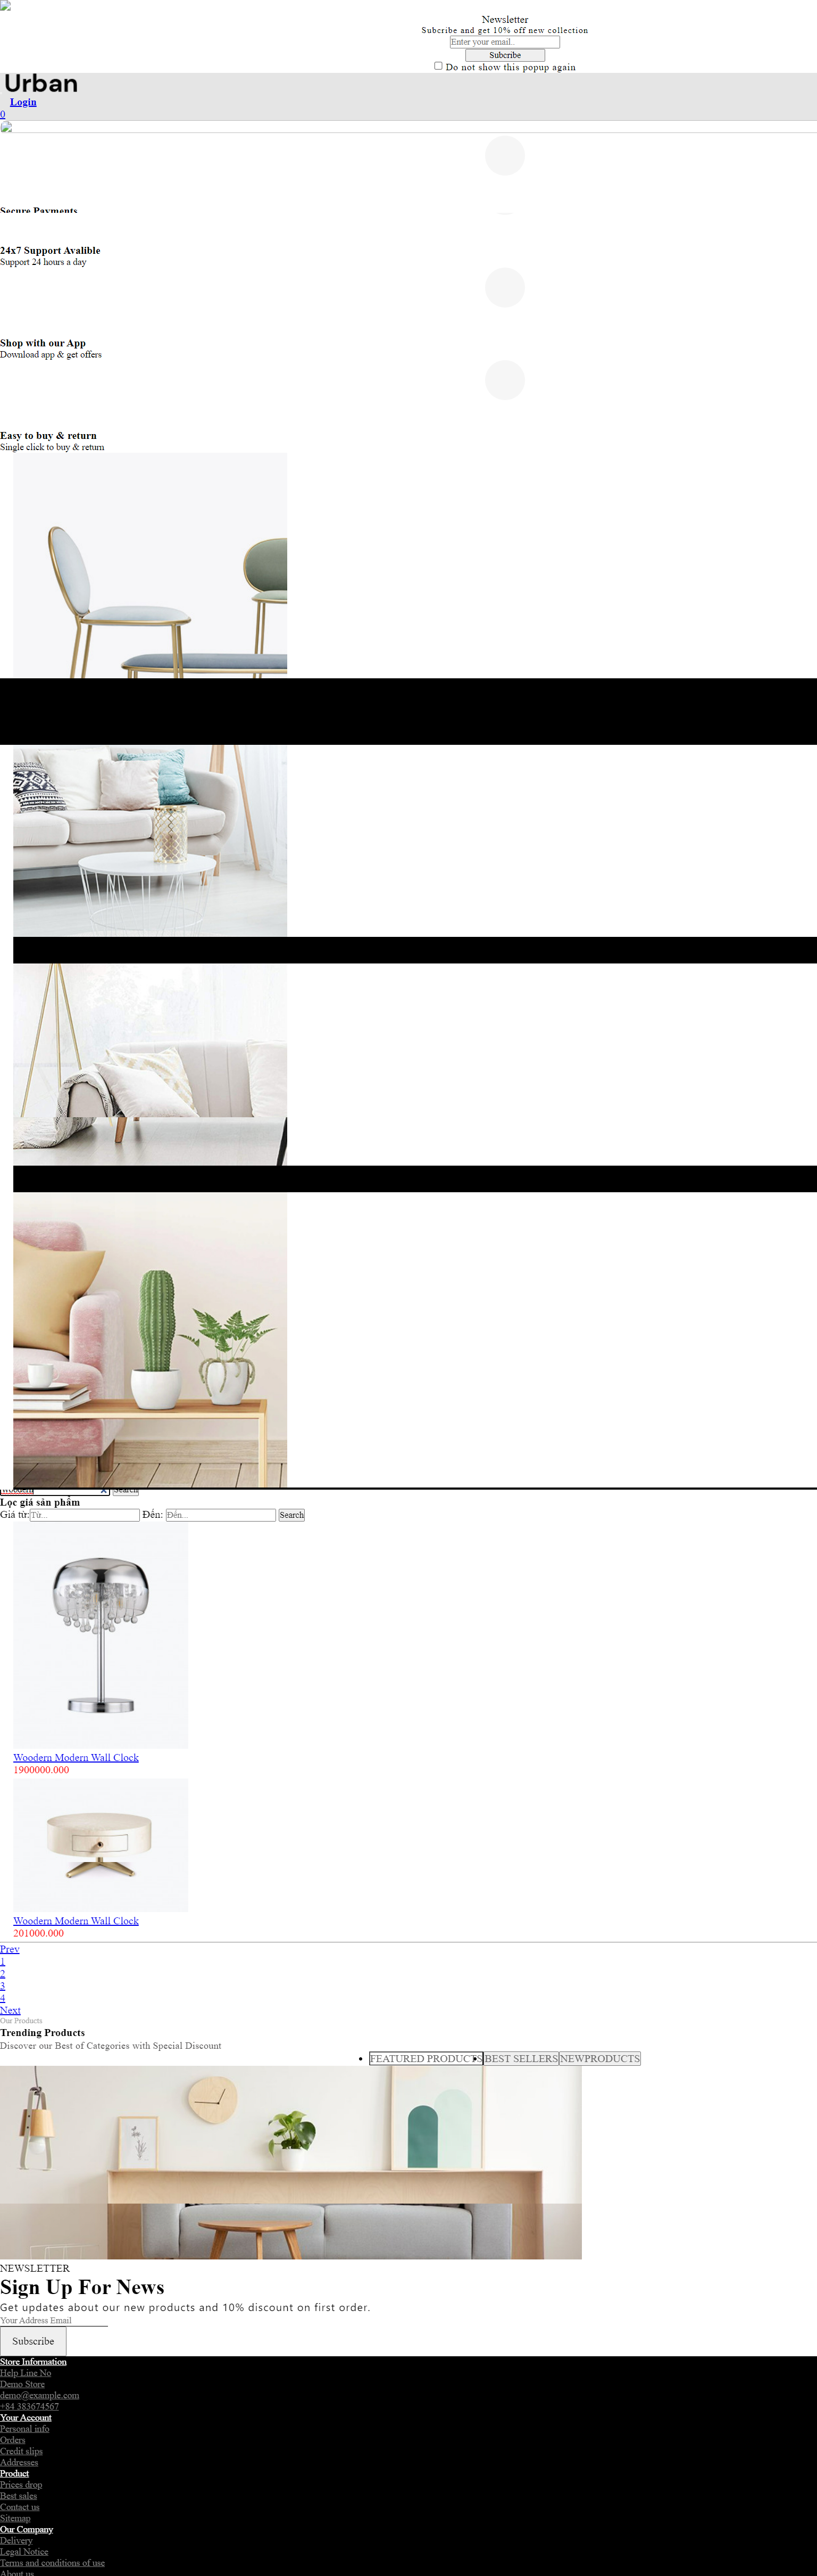 Newsletter
Subcribe and get 10% off new collection
Enter your email..
Subcribe
Do not show this popup again
Urban
Login
0
Secure Payments
24x7 Support Avalible
Support 24 hours a day
Shop with our App
Download app & get offers
Easy to buy & return
Single click to buy & return
Woodern Search
Lọc giá sản phẩm
Giá từ: Từ... Đến: Đến... Search
Woodern Modern Wall Clock
1900000.000
Woodern Modern Wall Clock
201000.000
Prev
1
2
3
4
Next
Our Products
Trending Products
Discover our Best of Categories with Special Discount
FEATURED PRODUCTS BEST SELLERS NEWPRODUCTS
NEWSLETTER
Sign Up For News
Get updates about our new products and 10% discount on first order.
Your Address Email
Subscribe
Store Information
Help Line No
Demo Store
demo@example.com
+84 383674567
Your Account
Personal info
Orders
Credit slips
Addresses
Product
Prices drop
Best sales
Contact us
Sitemap
Our Company
Delivery
Legal Notice
Terms and conditions of use
About us